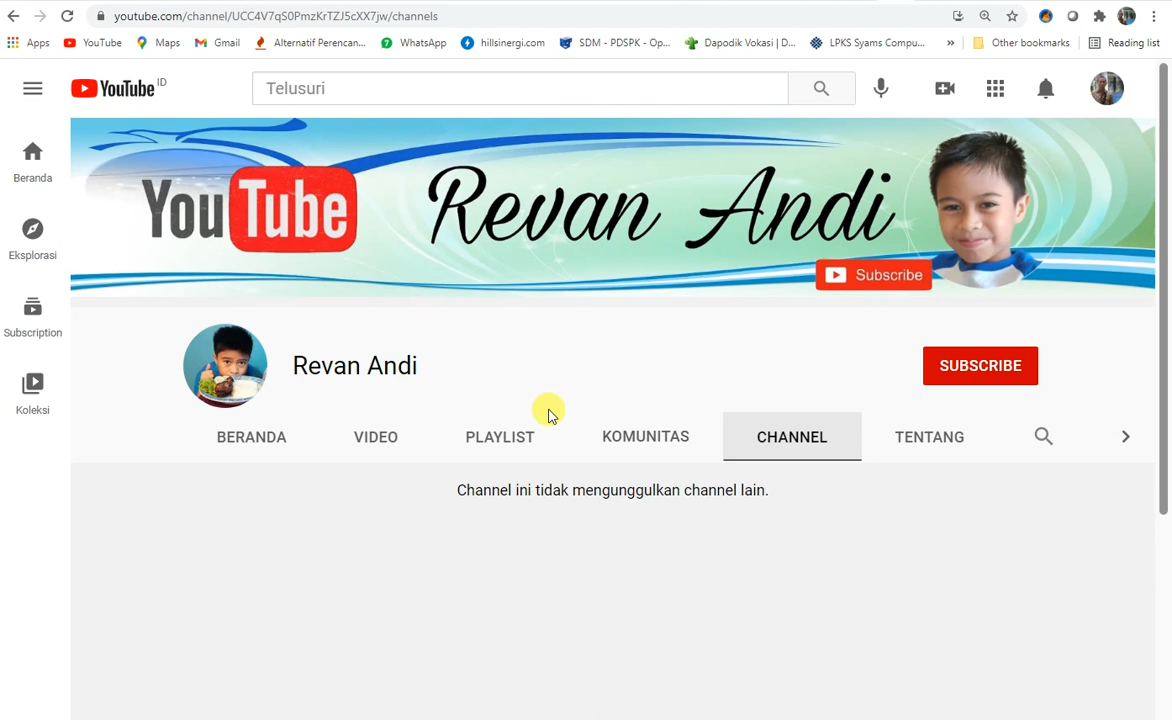 youtube.com/channel/UCC4V7qS0PmzKrTZJ5cXX7jw/channels
Apps YouTube Maps Gmail Alternatif Perencan... WhatsApp hillsinergi.com SDM - PDSPK - Op... Dapodik Vokasi | D... LPKS Syams Compu... » Other bookmarks Reading list
YouTube ID Telusuri
Beranda
Eksplorasi
Subscription
Koleksi
YouTube Revan Andi
Subscribe
Revan Andi SUBSCRIBE
BERANDA VIDEO PLAYLIST KOMUNITAS CHANNEL TENTANG
Channel ini tidak mengunggulkan channel lain.